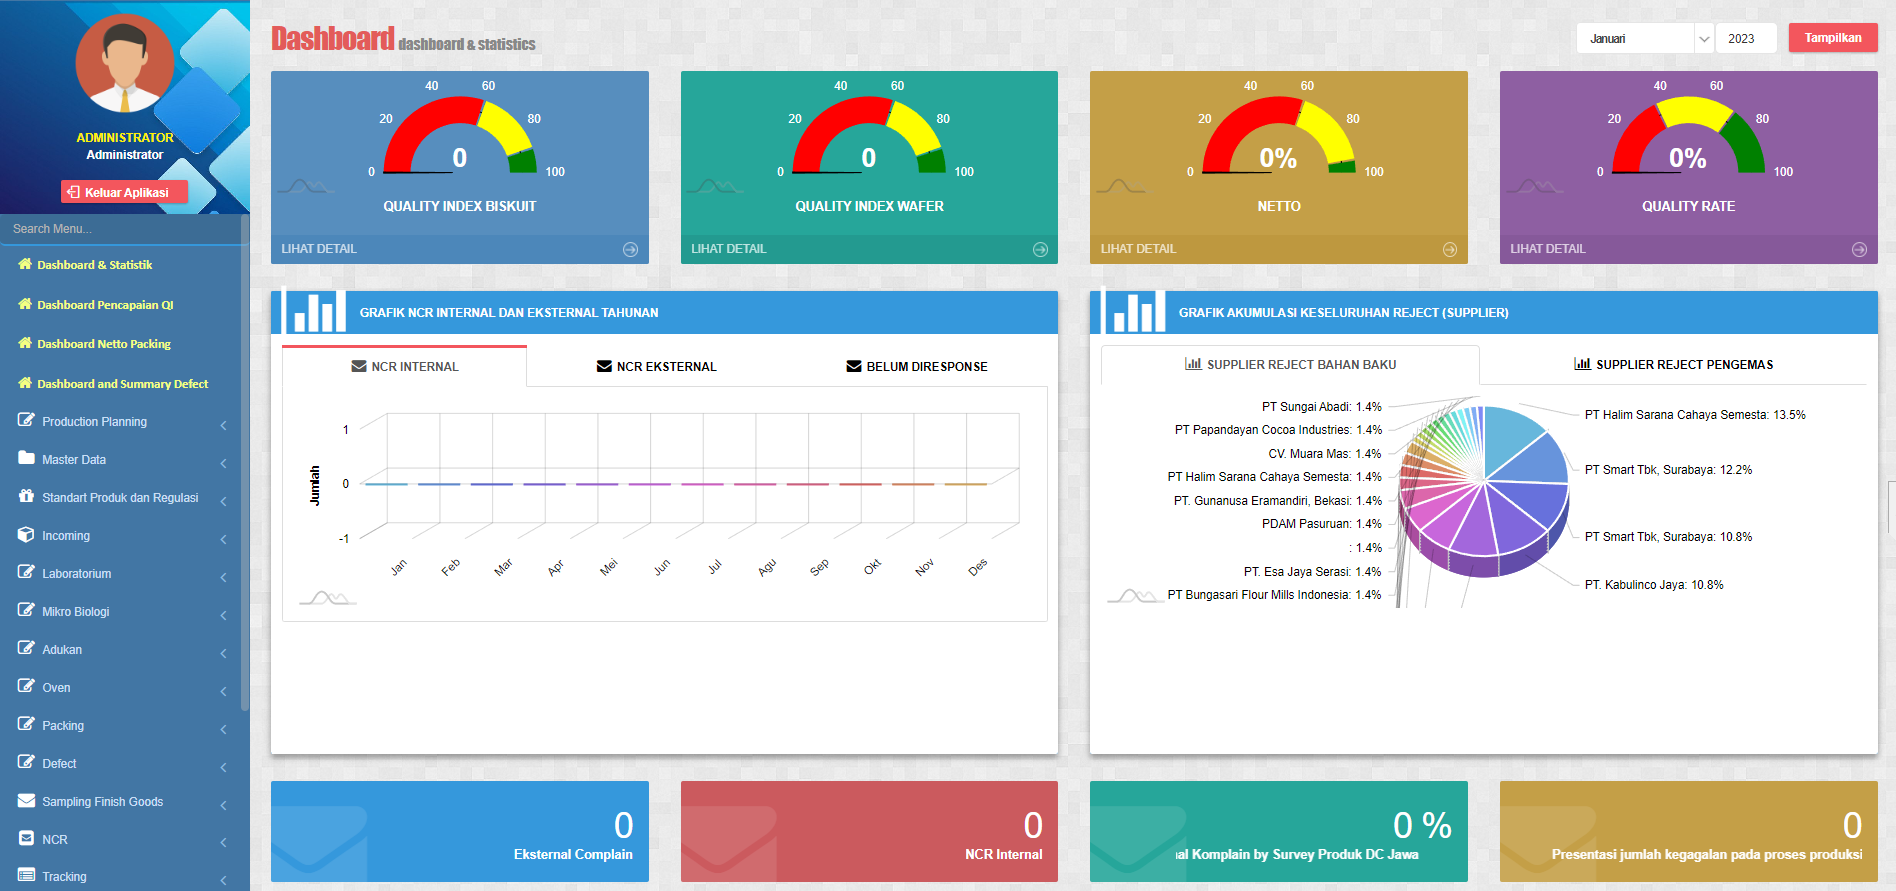 ADMINISTRATOR
Administrator
Keluar Aplikasi
Search Menu...
Dashboard & Statistik
Dashboard Pencapaian QI
Dashboard Netto Packing
Dashboard and Summary Defect
Production Planning
Master Data
Standart Produk dan Regulasi
Incoming
Laboratorium
Mikro Biologi
Adukan
Oven
Packing
Defect
Sampling Finish Goods
NCR
Tracking
Dashboard dashboard & statistics
Januari
2023
Tampilkan
0
20
40
60
80
100
0
QUALITY INDEX BISKUIT
LIHAT DETAIL
0
20
40
60
80
100
0
QUALITY INDEX WAFER
LIHAT DETAIL
0
20
40
60
80
100
0%
NETTO
LIHAT DETAIL
0
20
40
60
80
100
0%
QUALITY RATE
LIHAT DETAIL
GRAFIK NCR INTERNAL DAN EKSTERNAL TAHUNAN
NCR INTERNAL
NCR EKSTERNAL
BELUM DIRESPONSE
Jumlah
1
0
-1
Jan
Feb
Mar
Apr
Mei
Jun
Jul
Agu
Sep
Okt
Nov
Des
GRAFIK AKUMULASI KESELURUHAN REJECT (SUPPLIER)
SUPPLIER REJECT BAHAN BAKU
SUPPLIER REJECT PENGEMAS
PT Sungai Abadi: 1.4%
PT Papandayan Cocoa Industries: 1.4%
CV. Muara Mas: 1.4%
PT Halim Sarana Cahaya Semesta: 1.4%
PT. Gunanusa Eramandiri, Bekasi: 1.4%
PDAM Pasuruan: 1.4%
: 1.4%
PT. Esa Jaya Serasi: 1.4%
PT Bungasari Flour Mills Indonesia: 1.4%
PT Halim Sarana Cahaya Semesta: 13.5%
PT Smart Tbk, Surabaya: 12.2%
PT Smart Tbk, Surabaya: 10.8%
PT. Kabulinco Jaya: 10.8%
0
Eksternal Complain
0
NCR Internal
0 %
al Komplain by Survey Produk DC Jawa
0
Presentasi jumlah kegagalan pada proses produksi